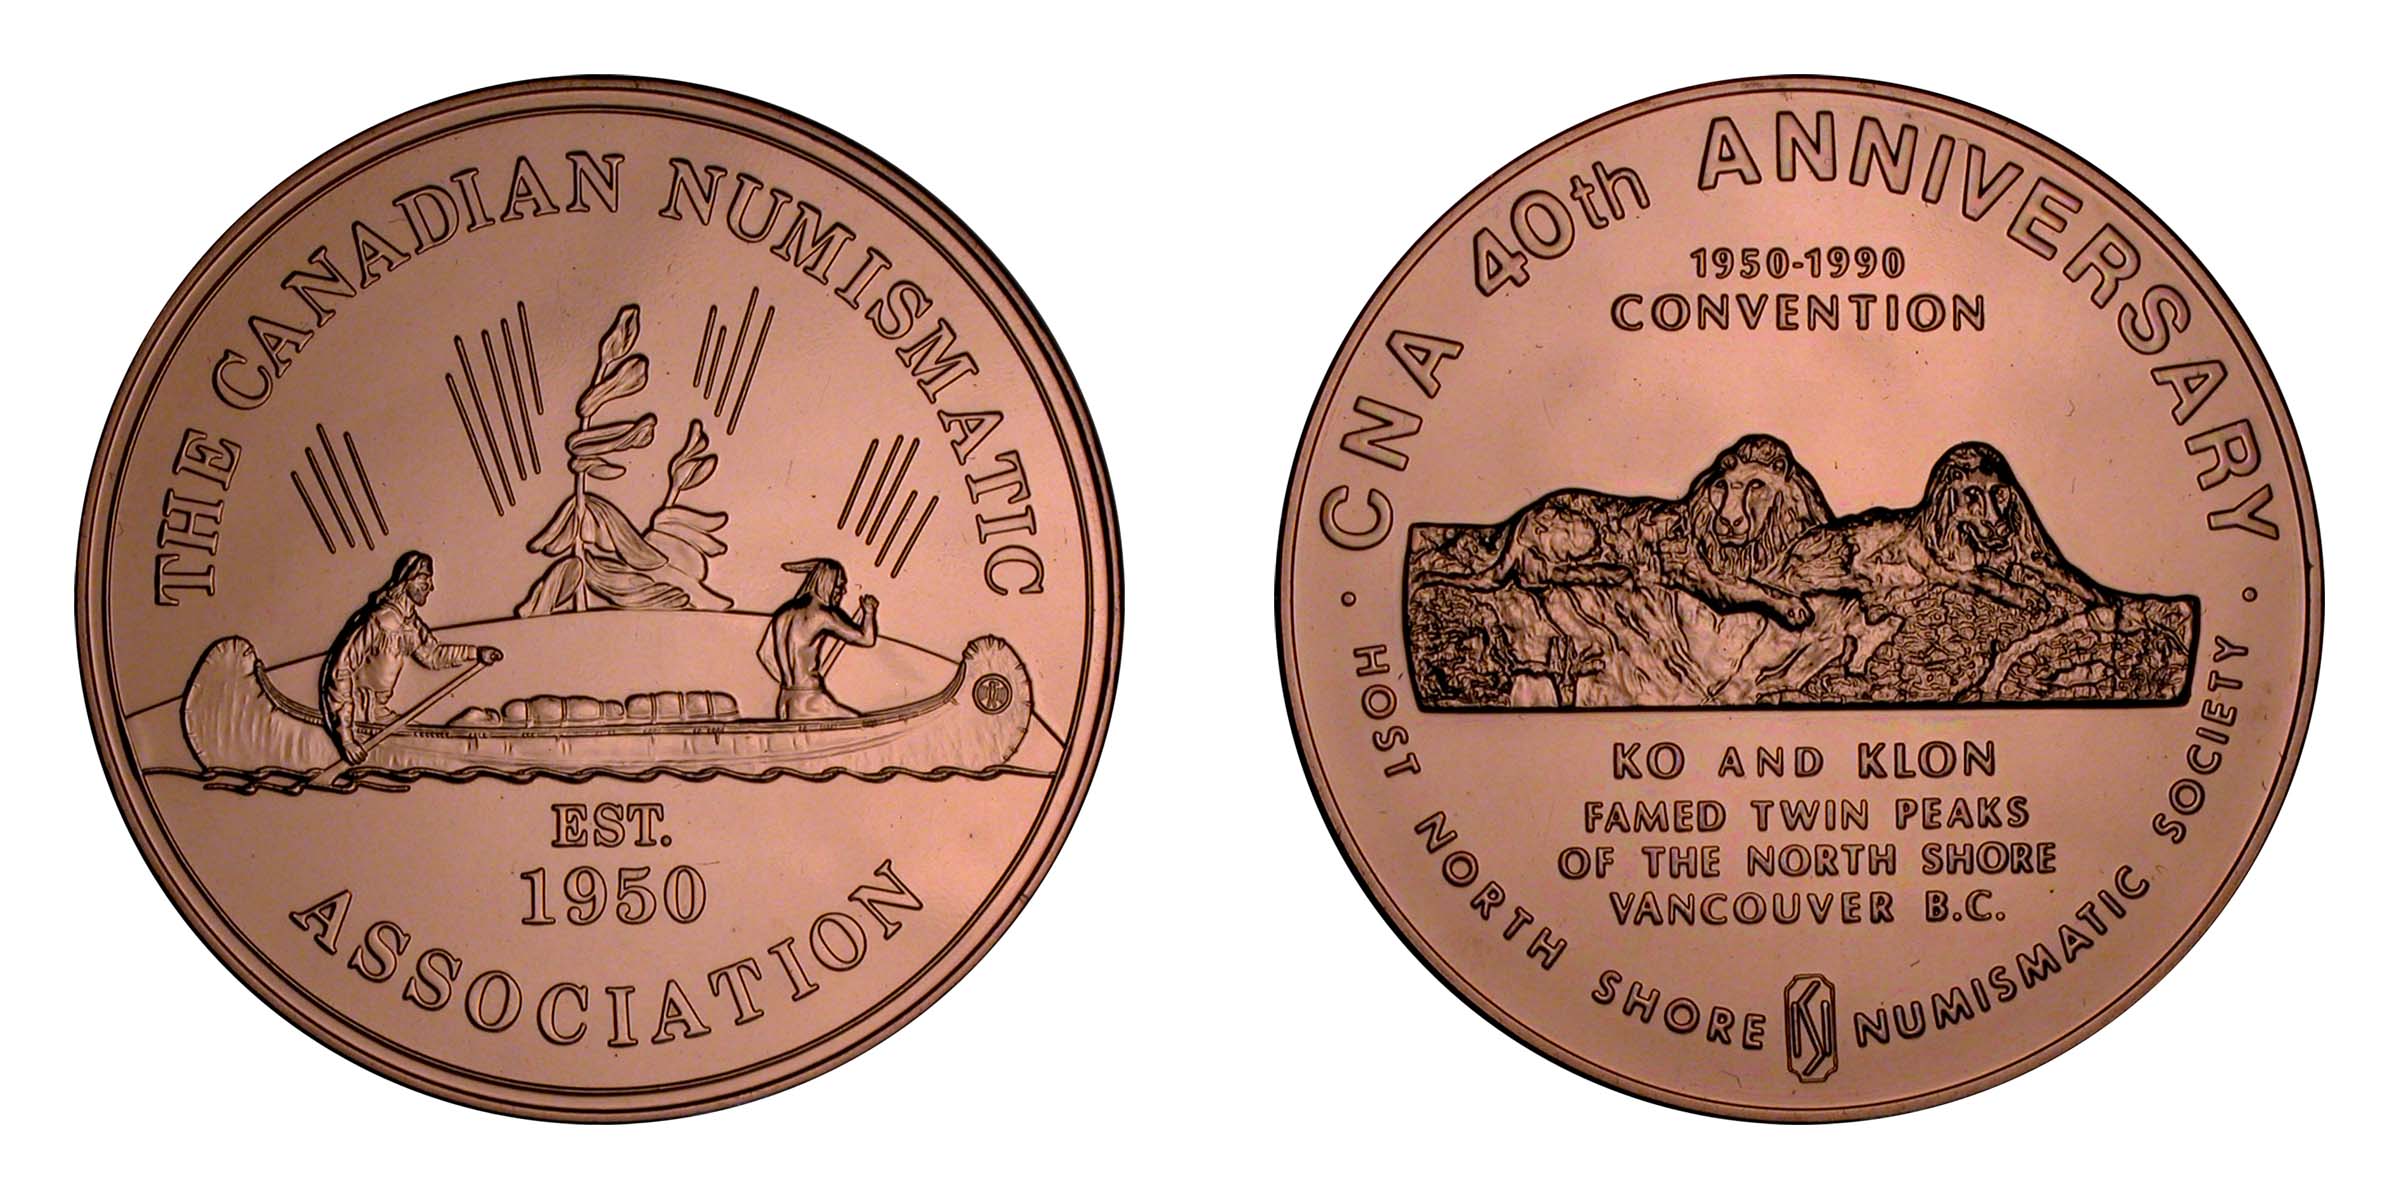 THE CANADIAN NUMISMATIC
EST.
1950
ASSOCIATION
CNA 40th ANNIVERSARY
1950-1990
CONVENTION
KO AND KLON
FAMED TWIN PEAKS
OF THE NORTH SHORE
VANCOUVER B.C.
HOST NORTH SHORE NUMISMATIC SOCIETY